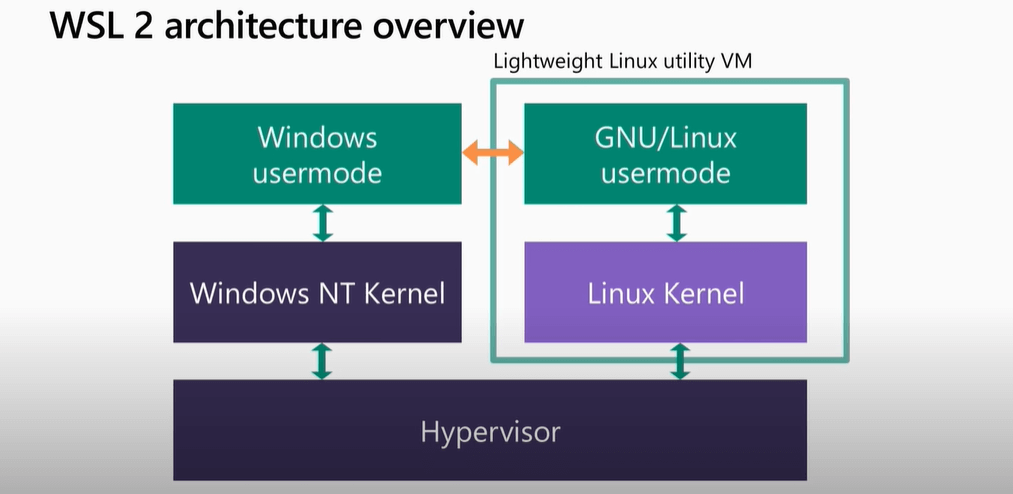 WSL 2 architecture overview
Lightweight Linux utility VM
Windows
usermode
GNU/Linux
usermode
Windows NT Kernel
Linux Kernel
Hypervisor